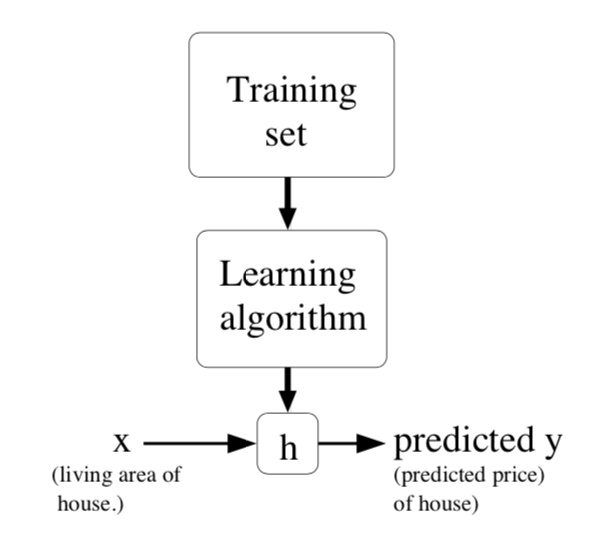 Training
set
Learning
algorithm
x
h
predicted y
(living area of
house.)
(predicted price)
of house)